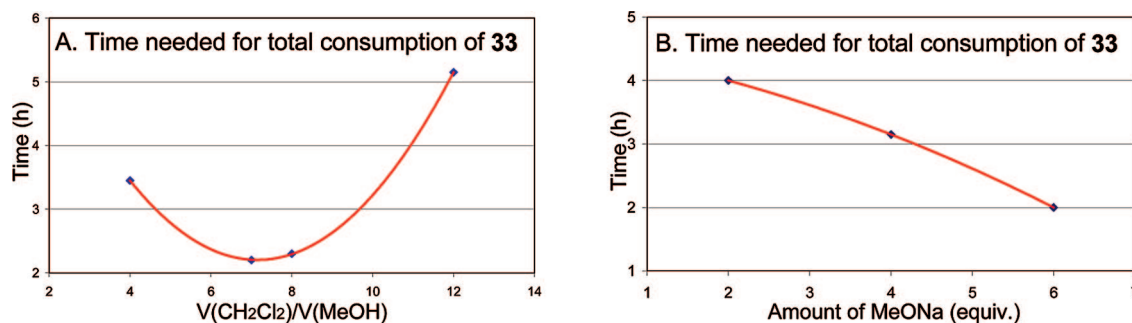 A. Time needed for total consumption of 33
6
5
4
3
2
Time (h)
2 4 6 8 10 12 14
V(CH₂Cl₂)/V(MeOH)
B. Time needed for total consumption of 33
5
4
3
2
1
Time (h)
1 2 3 4 5 6 7
Amount of MeONa (equiv.)